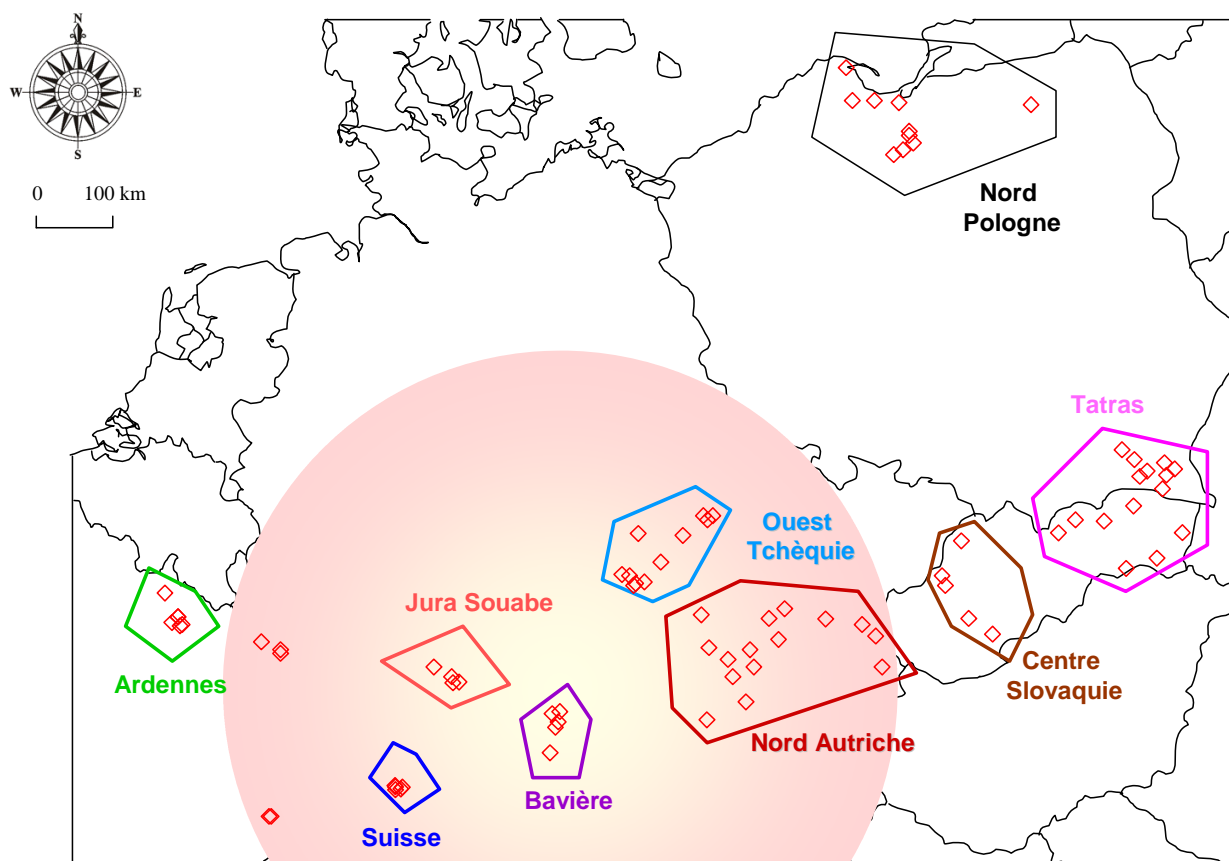 N
W
E
S
0 100 km
Nord
Pologne
Tatras
Ouest
Tchèquie
Jura Souabe
Ardennes
Centre
Slovaquie
Nord Autriche
Bavière
Suisse